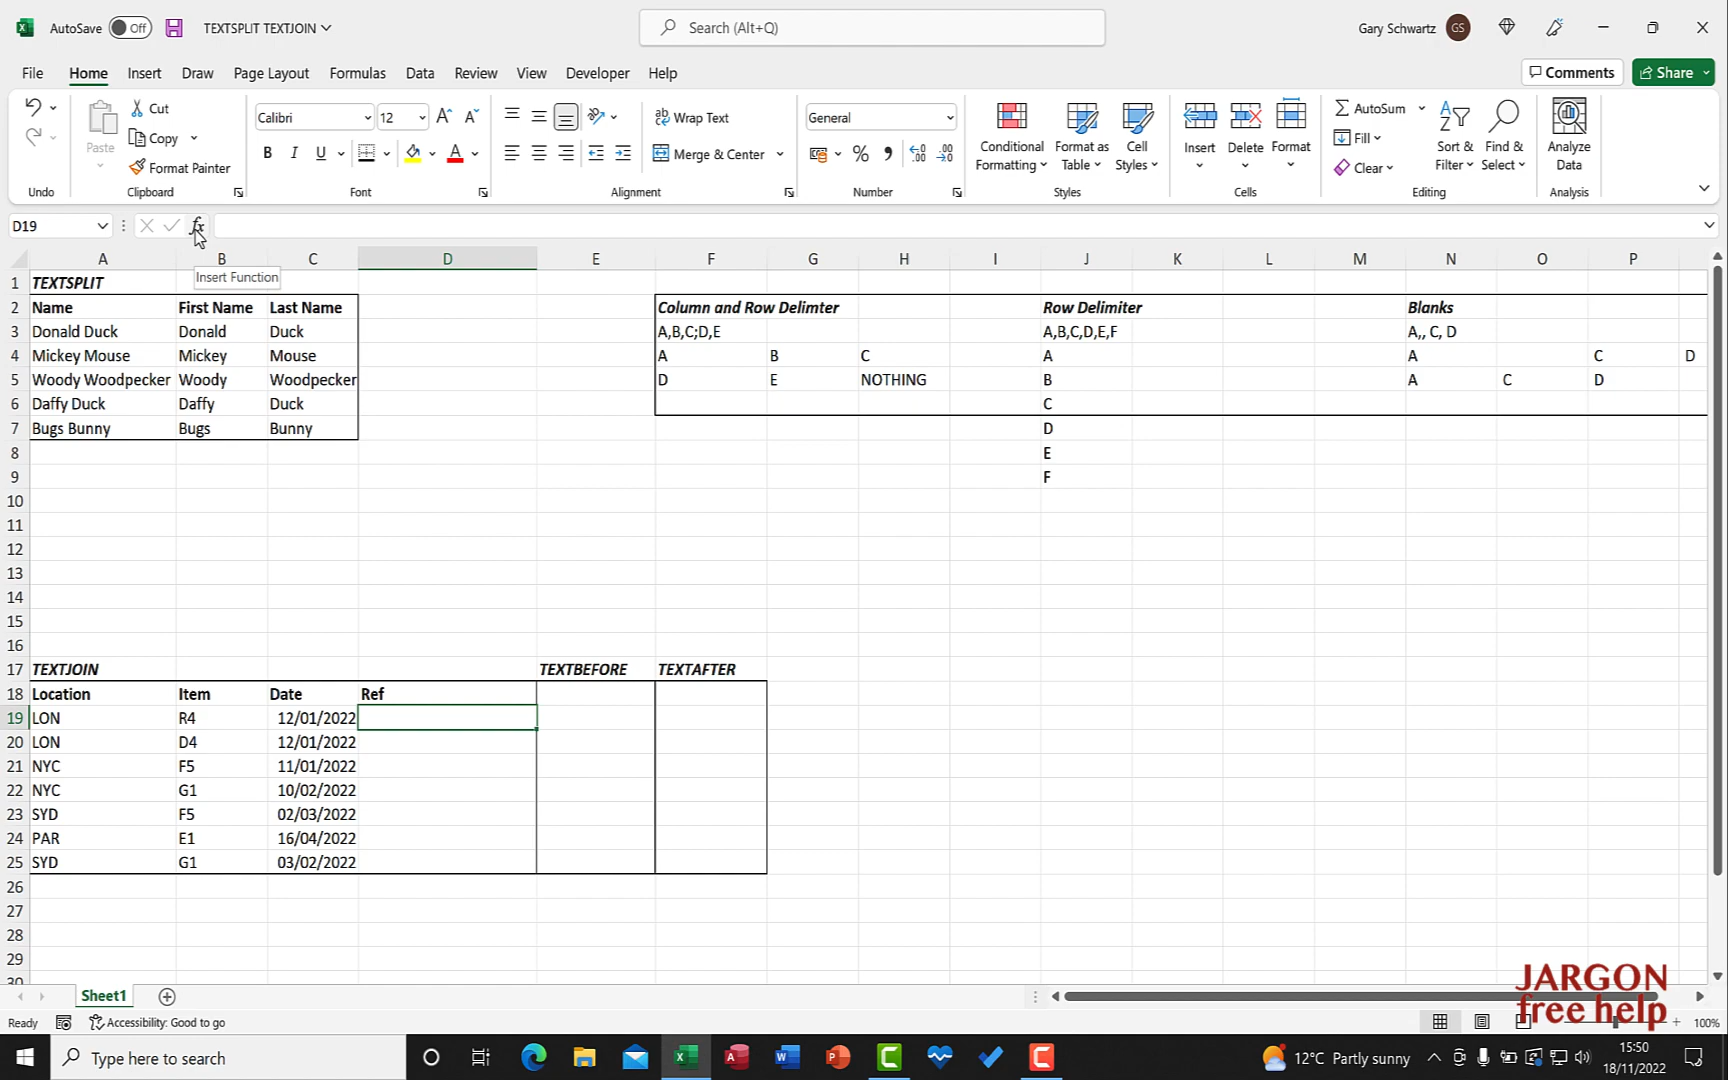 AutoSave Off TEXTSPLIT TEXTJOIN Search (Alt+Q) Gary Schwartz GS
File Home Insert Draw Page Layout Formulas Data Review View Developer Help Comments Share
Paste Cut Copy Format Painter
Calibri 12
B I U A
Wrap Text
Merge & Center
General
Conditional Formatting Format as Table Cell Styles
Insert Delete Format
AutoSum Fill Clear
Sort & Filter Find & Select
Analyze Data
Undo Clipboard Font Alignment Number Styles Cells Editing Analysis
D19 fx
Insert Function
A B C D E F G H I J K L M N O P
1 TEXTSPLIT
2 Name First Name Last Name Column and Row Delimter Row Delimiter Blanks
3 Donald Duck Donald Duck A,B,C;D,E A,B,C,D,E,F A,, C, D
4 Mickey Mouse Mickey Mouse A B C A A C D
5 Woody Woodpecker Woody Woodpecker D E NOTHING B A C D
6 Daffy Duck Daffy Duck C
7 Bugs Bunny Bugs Bunny D
8 E
9 F
10
11
12
13
14
15
16
17 TEXTJOIN TEXTBEFORE TEXTAFTER
18 Location Item Date Ref
19 LON R4 12/01/2022
20 LON D4 12/01/2022
21 NYC F5 11/01/2022
22 NYC G1 10/02/2022
23 SYD F5 02/03/2022
24 PAR E1 16/04/2022
25 SYD G1 03/02/2022
26
27
28
29
30
Sheet1
JARGON
free help
Ready Accessibility: Good to go 100%
Type here to search 12°C Partly sunny 15:50
18/11/2022